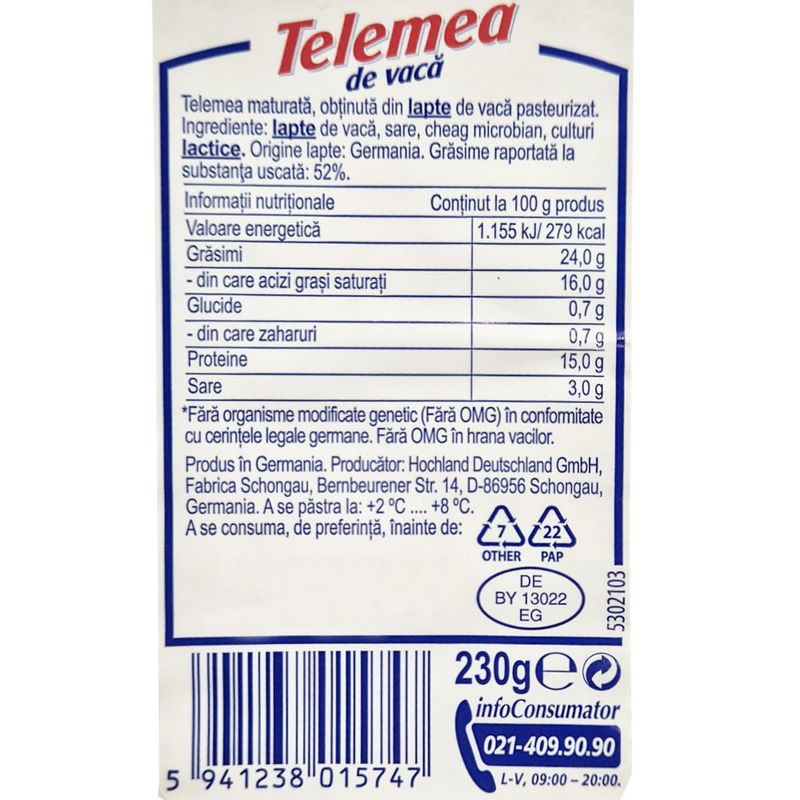 Telemea
de vacă
Telemea maturată, obținută din lapte de vacă pasteurizat.
Ingrediente: lapte de vacă, sare, cheag microbian, culturi
lactice. Origine lapte: Germania. Grăsime raportată la
substanţa uscată: 52%.
Informații nutriționale Conținut la 100 g produs
Valoare energetică 1.155 kJ/ 279 kcal
Grăsimi 24,0 g
- din care acizi grași saturați 16,0 g
Glucide 0,7 g
- din care zaharuri 0,7 g
Proteine 15,0 g
Sare 3,0 g
*Fără organisme modificate genetic (Fără OMG) în conformitate
cu cerințele legale germane. Fără OMG în hrana vacilor.
Produs în Germania. Producător: Hochland Deutschland GmbH,
Fabrica Schongau, Bernbeurener Str. 14, D-86956 Schongau,
Germania. A se păstra la: +2 ºC .... +8 ºC.
A se consuma, de preferință, înainte de:
7 22
OTHER PAP
DE
BY 13022
EG
5302103
230g e
infoConsumator
021-409.90.90
L-V, 09:00 – 20:00.
5 941238 015747